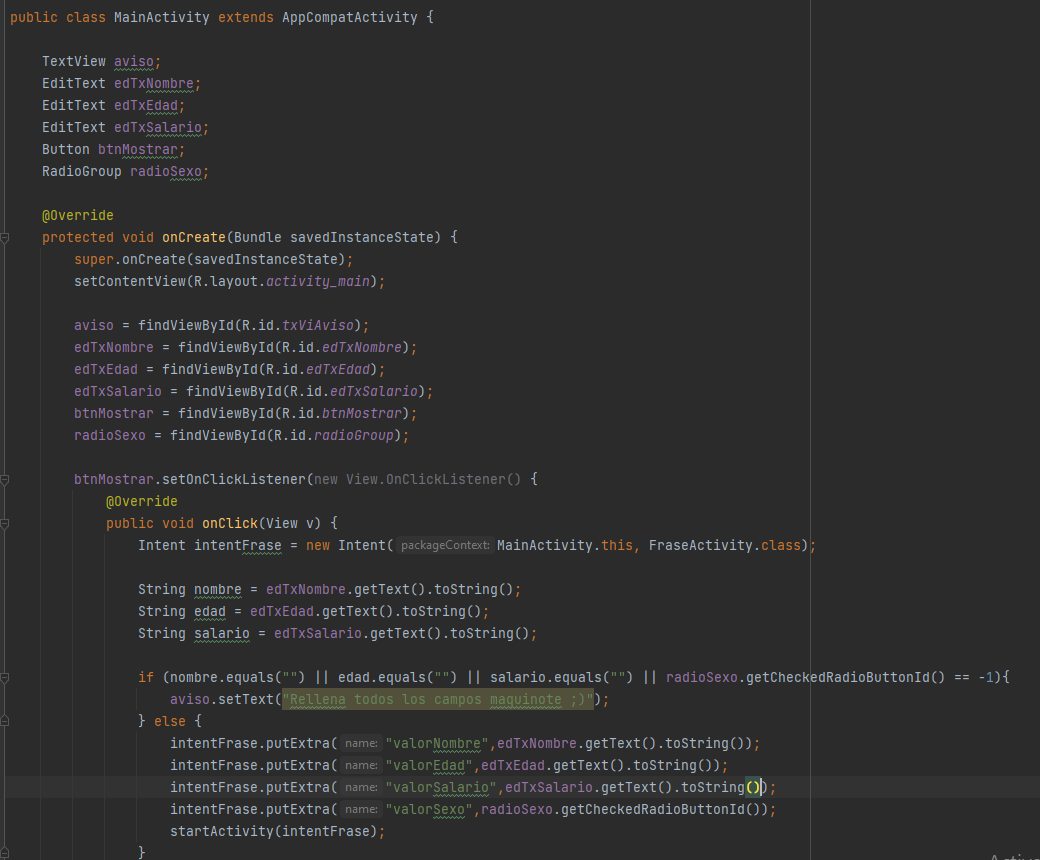 public class MainActivity extends AppCompatActivity {
TextView aviso;
EditText edTxNombre;
EditText edTxEdad;
EditText edTxSalario;
Button btnMostrar;
RadioGroup radioSexo;
@Override
protected void onCreate(Bundle savedInstanceState) {
super.onCreate(savedInstanceState);
setContentView(R.layout.activity_main);
aviso = findViewById(R.id.txViAviso);
edTxNombre = findViewById(R.id.edTxNombre);
edTxEdad = findViewById(R.id.edTxEdad);
edTxSalario = findViewById(R.id.edTxSalario);
btnMostrar = findViewById(R.id.btnMostrar);
radioSexo = findViewById(R.id.radioGroup);
btnMostrar.setOnClickListener(new View.OnClickListener() {
@Override
public void onClick(View v) {
Intent intentFrase = new Intent( packageContext: MainActivity.this, FraseActivity.class);
String nombre = edTxNombre.getText().toString();
String edad = edTxEdad.getText().toString();
String salario = edTxSalario.getText().toString();
if (nombre.equals("") || edad.equals("") || salario.equals("") || radioSexo.getCheckedRadioButtonId() == -1){
aviso.setText("Rellena todos los campos maquinote ;)");
} else {
intentFrase.putExtra( name: "valorNombre",edTxNombre.getText().toString());
intentFrase.putExtra( name: "valorEdad",edTxEdad.getText().toString());
intentFrase.putExtra( name: "valorSalario",edTxSalario.getText().toString());
intentFrase.putExtra( name: "valorSexo",radioSexo.getCheckedRadioButtonId());
startActivity(intentFrase);
}